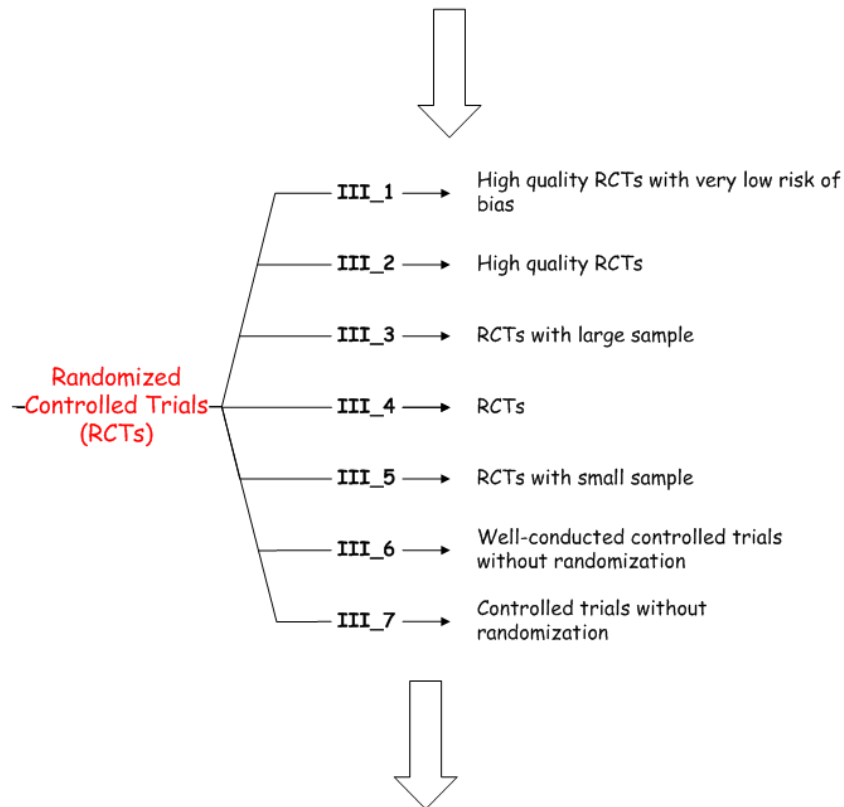 III_1
High quality RCTs with very low risk of
bias
III_2
High quality RCTs
III_3
RCTs with large sample
Randomized
Controlled Trials
(RCTs)
III_4
RCTs
III_5
RCTs with small sample
III_6
Well-conducted controlled trials
without randomization
III_7
Controlled trials without
randomization